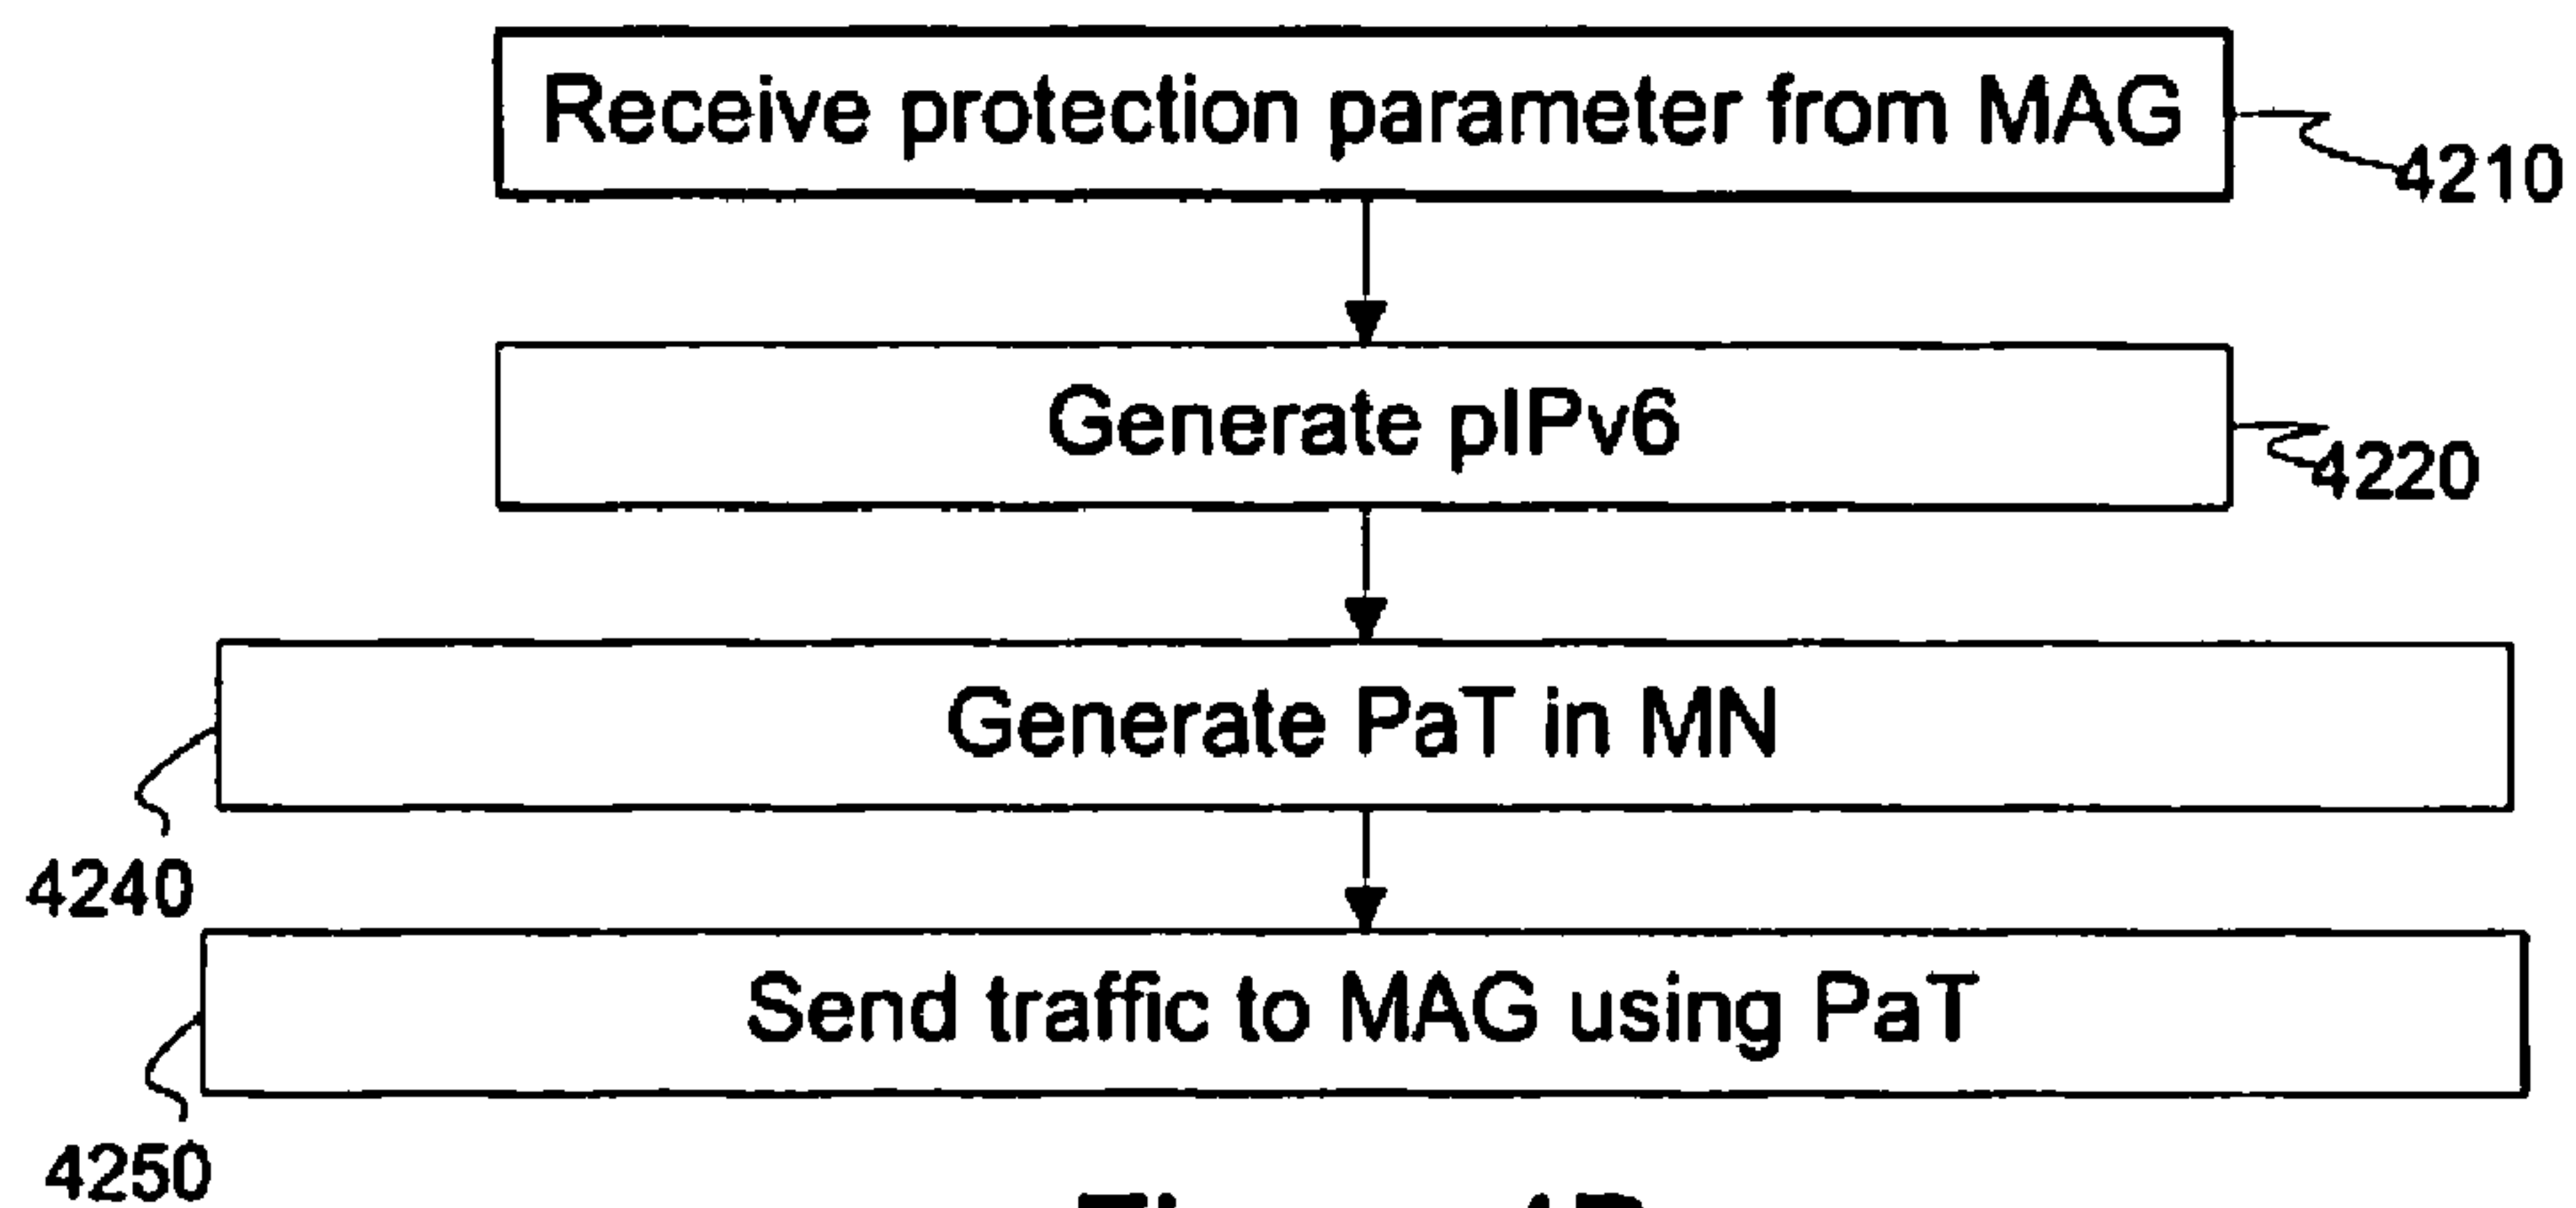 Receive protection parameter from MAG
4210
Generate pIPv6
4220
Generate PaT in MN
4240
Send traffic to MAG using PaT
4250